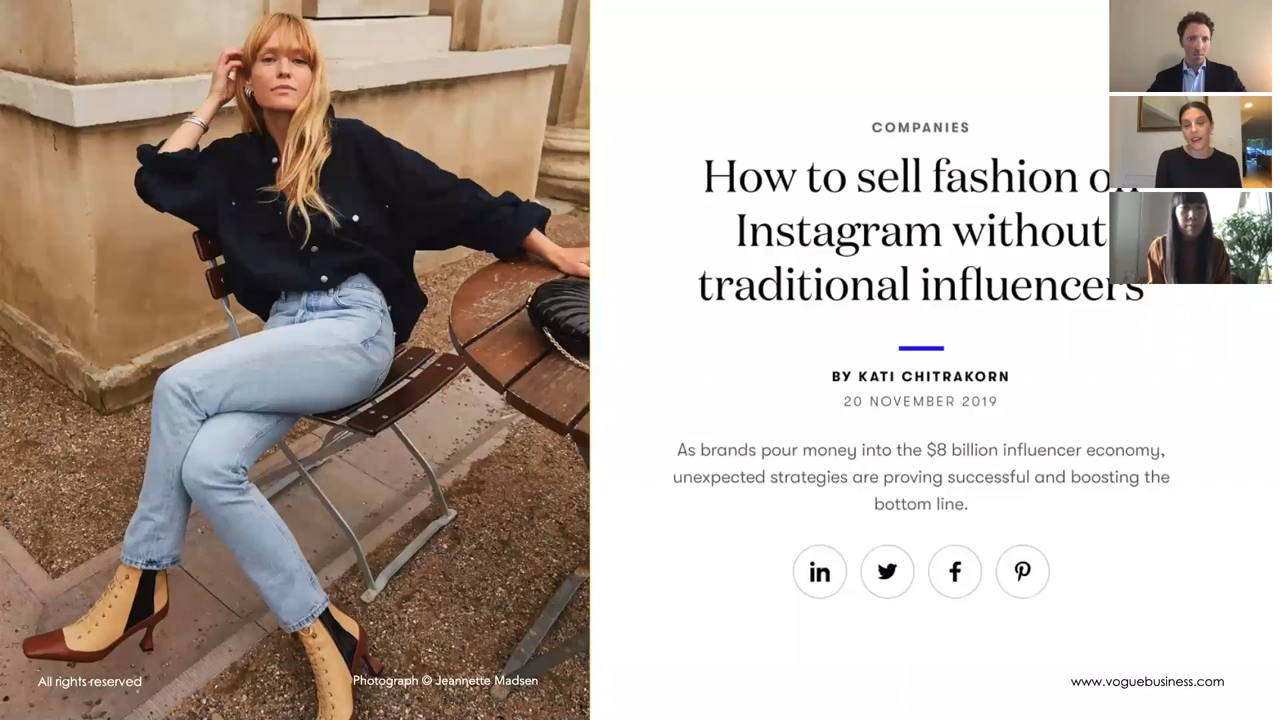 COMPANIES
How to sell fashion on
Instagram without
traditional influencers
BY KATI CHITRAKORN
20 NOVEMBER 2019
As brands pour money into the $8 billion influencer economy,
unexpected strategies are proving successful and boosting the
bottom line.
in
f
All rights reserved
Photograph © Jeannette Madsen
www.voguebusiness.com